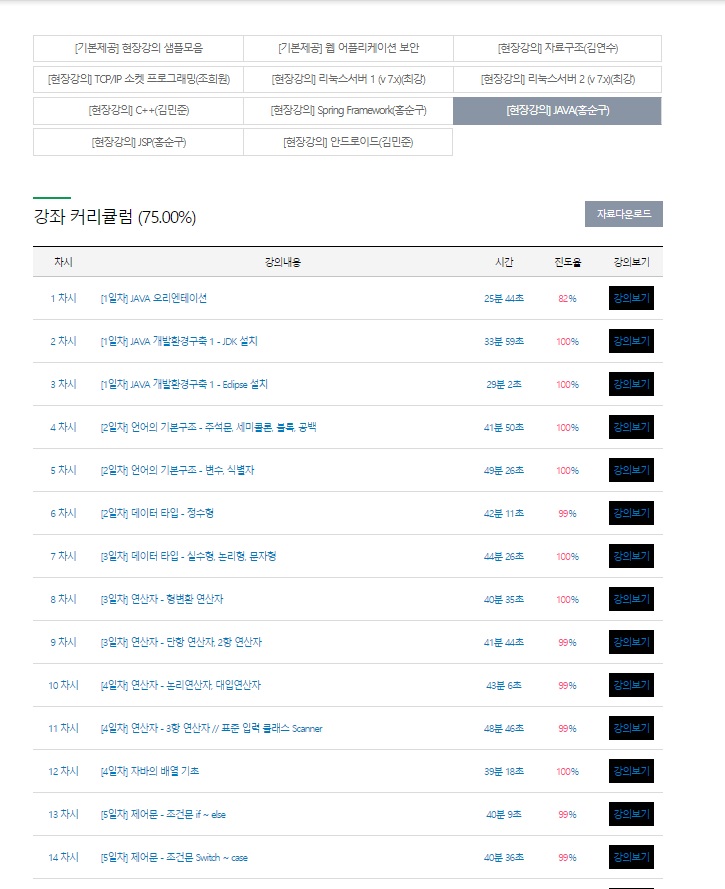 [기본제공] 현장강의 샘플모음 [기본제공] 웹 어플리케이션 보안 [현장강의] 자료구조(김연수)
[현장강의] TCP/IP 소켓 프로그래밍(조희원) [현장강의] 리눅스서버 1 (v 7.x)(최강) [현장강의] 리눅스서버 2 (v 7.x)(최강)
[현장강의] C++(김민준) [현장강의] Spring Framework(홍순구) [현장강의] JAVA(홍순구)
[현장강의] JSP(홍순구) [현장강의] 안드로이드(김민준)
강좌 커리큘럼 (75.00%) 자료다운로드
차시 강의내용 시간 진도율 강의보기
1 차시 [1일차] JAVA 오리엔테이션 25분 44초 82% 강의보기
2 차시 [1일차] JAVA 개발환경구축 1 - JDK 설치 33분 59초 100% 강의보기
3 차시 [1일차] JAVA 개발환경구축 1 - Eclipse 설치 29분 2초 100% 강의보기
4 차시 [2일차] 언어의 기본구조 - 주석문, 세미콜론, 블록, 공백 41분 50초 100% 강의보기
5 차시 [2일차] 언어의 기본구조 - 변수, 식별자 49분 26초 100% 강의보기
6 차시 [2일차] 데이터 타입 - 정수형 42분 11초 99% 강의보기
7 차시 [3일차] 데이터 타입 - 실수형, 논리형, 문자형 44분 26초 100% 강의보기
8 차시 [3일차] 연산자 - 형변환 연산자 40분 35초 100% 강의보기
9 차시 [3일차] 연산자 - 단항 연산자, 2항 연산자 41분 44초 99% 강의보기
10 차시 [4일차] 연산자 - 논리연산자, 대입연산자 43분 6초 99% 강의보기
11 차시 [4일차] 연산자 - 3항 연산자 // 표준 입력 클래스 Scanner 48분 46초 99% 강의보기
12 차시 [4일차] 자바의 배열 기초 39분 18초 100% 강의보기
13 차시 [5일차] 제어문 - 조건문 if ~ else 40분 9초 99% 강의보기
14 차시 [5일차] 제어문 - 조건문 Switch ~ case 40분 36초 99% 강의보기